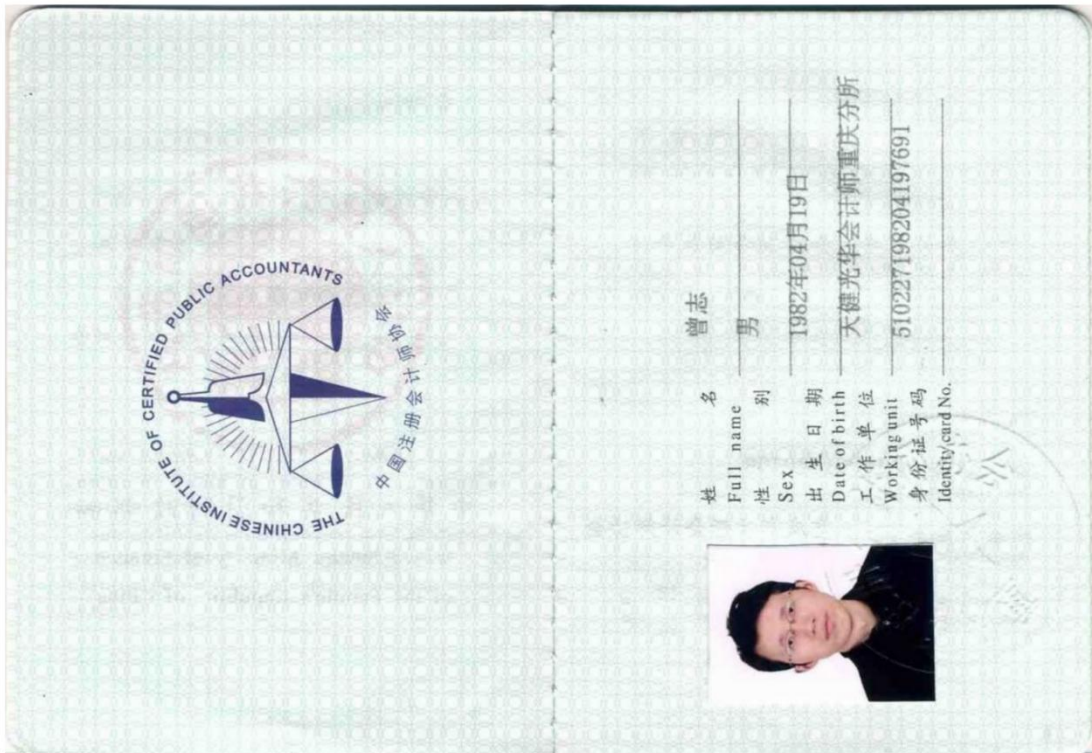 THE CHINESE INSTITUTE OF CERTIFIED PUBLIC ACCOUNTANTS
中国注册会计师协会
姓 名 曾志
Full name
性 别 男
Sex
出 生 日 期 1982年04月19日
Date of birth
工 作 单 位 天健光华会计师重庆分所
Working unit
身 份 证 号 码 510227198204197691
Identity card No.